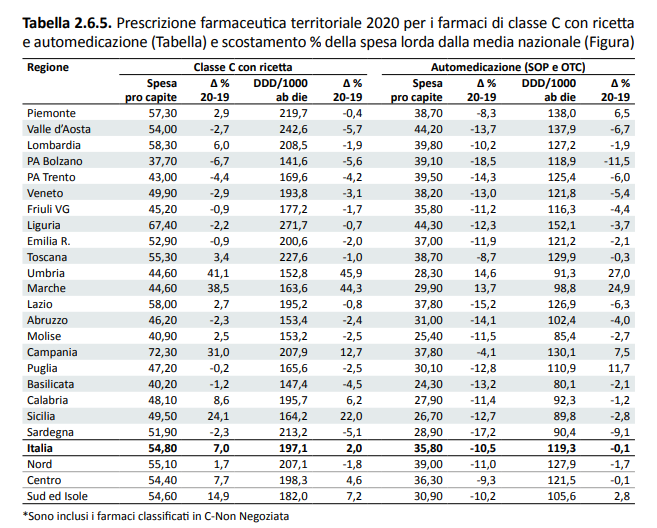 Tabella 2.6.5. Prescrizione farmaceutica territoriale 2020 per i farmaci di classe C con ricetta
e automedicazione (Tabella) e scostamento % della spesa lorda dalla media nazionale (Figura)
Regione Classe C con ricetta Automedicazione (SOP e OTC)
Spesa Δ % DDD/1000 Δ % Spesa Δ % DDD/1000 Δ %
pro capite 20-19 ab die 20-19 pro capite 20-19 ab die 20-19
Piemonte 57,30 2,9 219,7 -0,4 38,70 -8,3 138,0 6,5
Valle d'Aosta 54,00 -2,7 242,6 -5,7 44,20 -13,7 137,9 -6,7
Lombardia 58,30 6,0 208,5 -1,9 39,80 -10,2 127,2 -1,9
PA Bolzano 37,70 -6,7 141,6 -5,6 39,10 -18,5 118,9 -11,5
PA Trento 43,00 -4,4 169,6 -4,2 39,50 -14,3 125,4 -6,0
Veneto 49,90 -2,9 193,8 -3,1 38,20 -13,0 121,8 -5,4
Friuli VG 45,20 -0,9 177,2 -1,7 35,80 -11,2 116,3 -4,4
Liguria 67,40 -2,2 271,7 -0,7 44,30 -12,3 152,1 -3,7
Emilia R. 52,90 -0,9 200,6 -2,0 37,00 -11,9 121,2 -2,1
Toscana 55,30 3,4 227,6 -1,0 38,70 -8,7 129,9 -0,3
Umbria 44,60 41,1 152,8 45,9 28,30 14,6 91,3 27,0
Marche 44,60 38,5 163,6 44,3 29,90 13,7 98,8 24,9
Lazio 58,00 2,7 195,2 -0,8 37,80 -15,2 126,9 -6,3
Abruzzo 46,20 -2,3 153,4 -2,4 31,00 -14,1 102,4 -4,0
Molise 40,90 2,5 153,2 -2,5 25,40 -11,5 85,4 -2,7
Campania 72,30 31,0 207,9 12,7 37,80 -4,1 130,1 7,5
Puglia 47,20 -0,2 165,6 -2,5 30,10 -12,8 110,9 11,7
Basilicata 40,20 -1,2 147,4 -4,5 24,30 -13,2 80,1 -2,1
Calabria 48,10 8,6 195,7 6,2 27,90 -11,4 92,3 -1,2
Sicilia 49,50 24,1 164,2 22,0 26,70 -12,7 89,8 -2,8
Sardegna 51,90 -2,3 213,2 -5,1 28,90 -17,2 90,4 -9,1
Italia 54,80 7,0 197,1 2,0 35,80 -10,5 119,3 -0,1
Nord 55,10 1,7 207,1 -1,8 39,00 -11,0 127,9 -1,7
Centro 54,40 7,7 198,3 4,6 36,30 -9,3 121,5 -0,1
Sud ed Isole 54,60 14,9 182,0 7,2 30,90 -10,2 105,6 2,8
*Sono inclusi i farmaci classificati in C-Non Negoziata